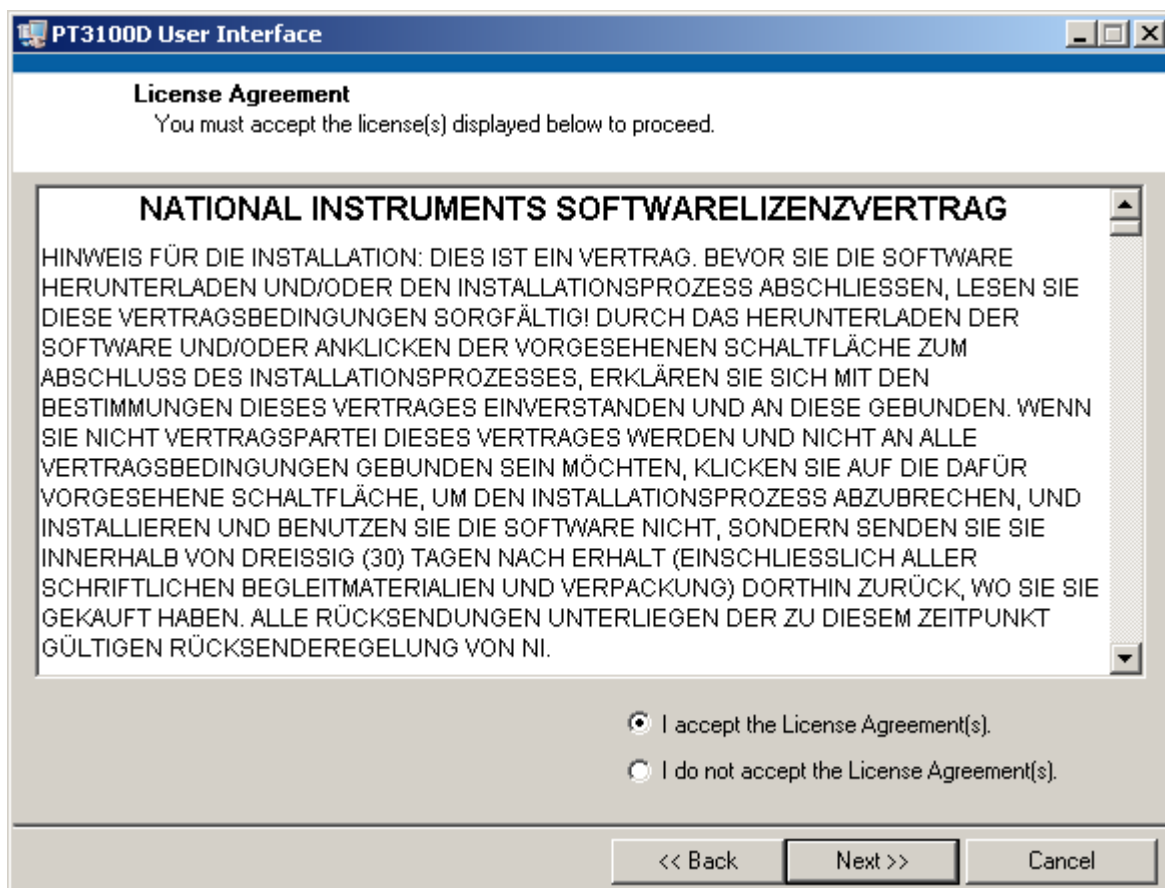 PT3100D User Interface
License Agreement
You must accept the license(s) displayed below to proceed.
NATIONAL INSTRUMENTS SOFTWARELIZENZVERTRAG
HINWEIS FÜR DIE INSTALLATION: DIES IST EIN VERTRAG. BEVOR SIE DIE SOFTWARE
HERUNTERLADEN UND/ODER DEN INSTALLATIONSPROZESS ABSCHLIESSEN, LESEN SIE
DIESE VERTRAGSBEDINGUNGEN SORGFÄLTIG! DURCH DAS HERUNTERLADEN DER
SOFTWARE UND/ODER ANKLICKEN DER VORGESEHENEN SCHALTFLÄCHE ZUM
ABSCHLUSS DES INSTALLATIONSPROZESSES, ERKLÄREN SIE SICH MIT DEN
BESTIMMUNGEN DIESES VERTRAGES EINVERSTANDEN UND AN DIESE GEBUNDEN. WENN
SIE NICHT VERTRAGSPARTEI DIESES VERTRAGES WERDEN UND NICHT AN ALLE
VERTRAGSBEDINGUNGEN GEBUNDEN SEIN MÖCHTEN, KLICKEN SIE AUF DIE DAFÜR
VORGESEHENE SCHALTFLÄCHE, UM DEN INSTALLATIONSPROZESS ABZUBRECHEN, UND
INSTALLIEREN UND BENUTZEN SIE DIE SOFTWARE NICHT, SONDERN SENDEN SIE SIE
INNERHALB VON DREISSIG (30) TAGEN NACH ERHALT (EINSCHLIESSLICH ALLER
SCHRIFTLICHEN BEGLEITMATERIALIEN UND VERPACKUNG) DORTHIN ZURÜCK, WO SIE SIE
GEKAUFT HABEN. ALLE RÜCKSENDUNGEN UNTERLIEGEN DER ZU DIESEM ZEITPUNKT
GÜLTIGEN RÜCKSENDEREGELUNG VON NI.
I accept the License Agreement(s).
I do not accept the License Agreement(s).
<< Back Next >> Cancel